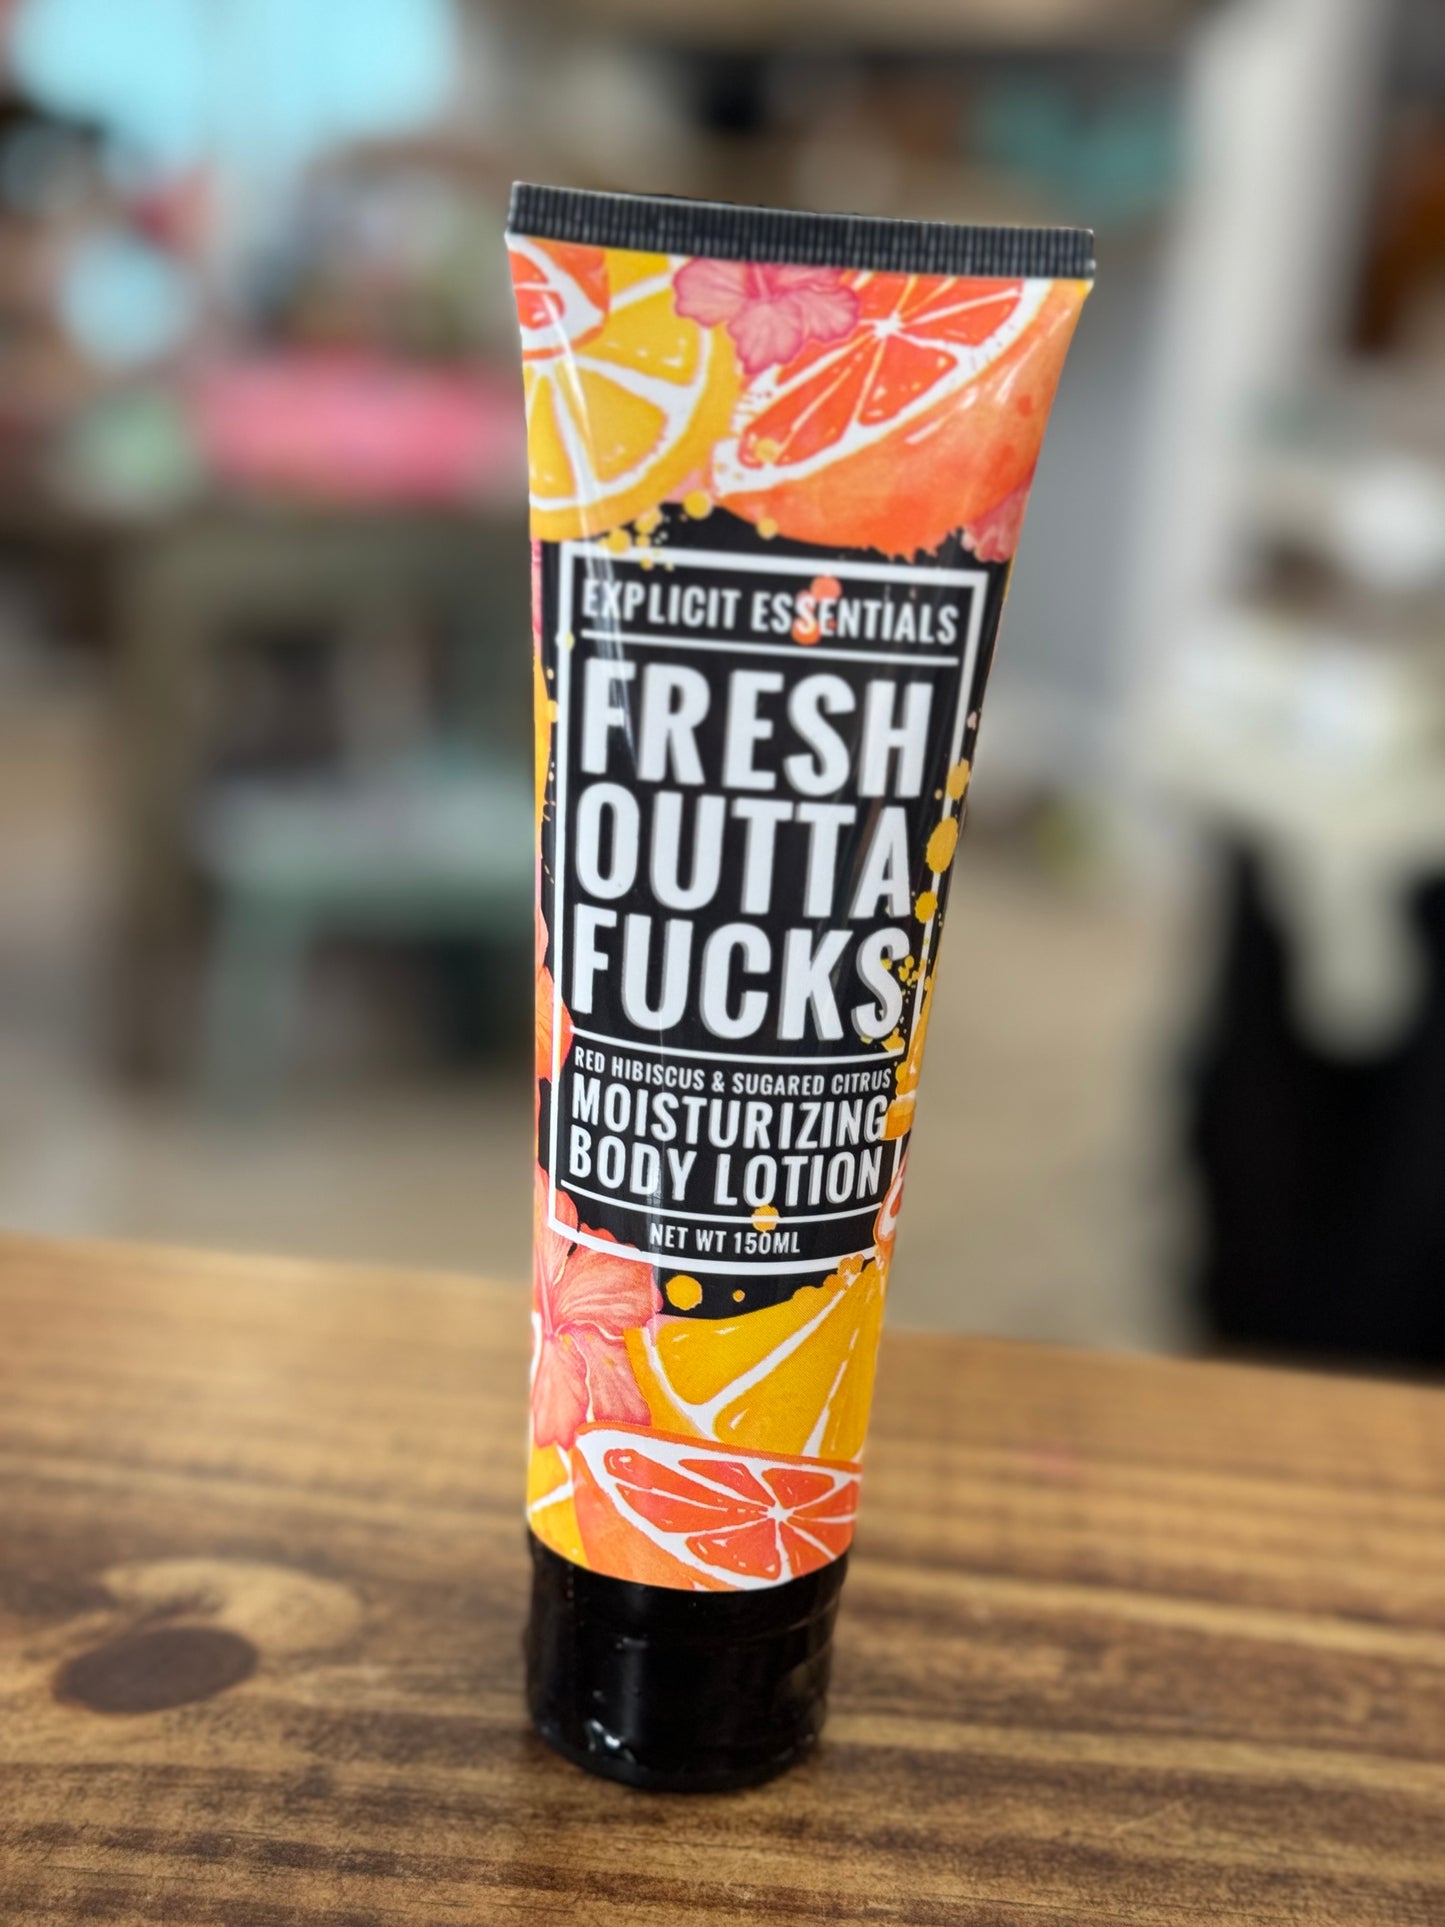 EXPLICIT ESSENTIALS
FRESH
OUTTA
FUCKS
RED HIBISCUS & SUGARED CITRUS
MOISTURIZING
BODY LOTION
NET WT 150ML